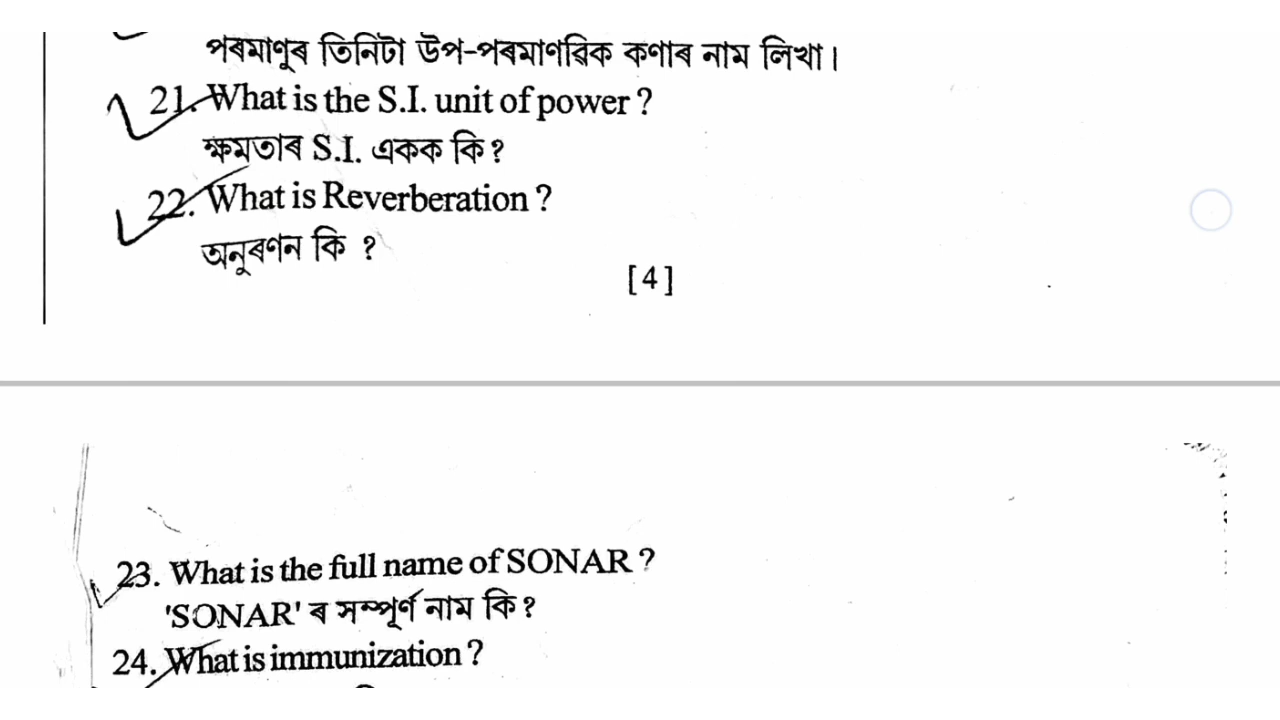 পৰমাণুৰ তিনিটা উপ-পৰমাণৱিক কণাৰ নাম লিখা।
21. What is the S.I. unit of power ?
ক্ষমতাৰ S.I. একক কি ?
22. What is Reverberation ?
অনুৰণন কি ?
[4]
23. What is the full name of SONAR ?
'SONAR' ৰ সম্পূৰ্ণ নাম কি ?
24. What is immunization ?